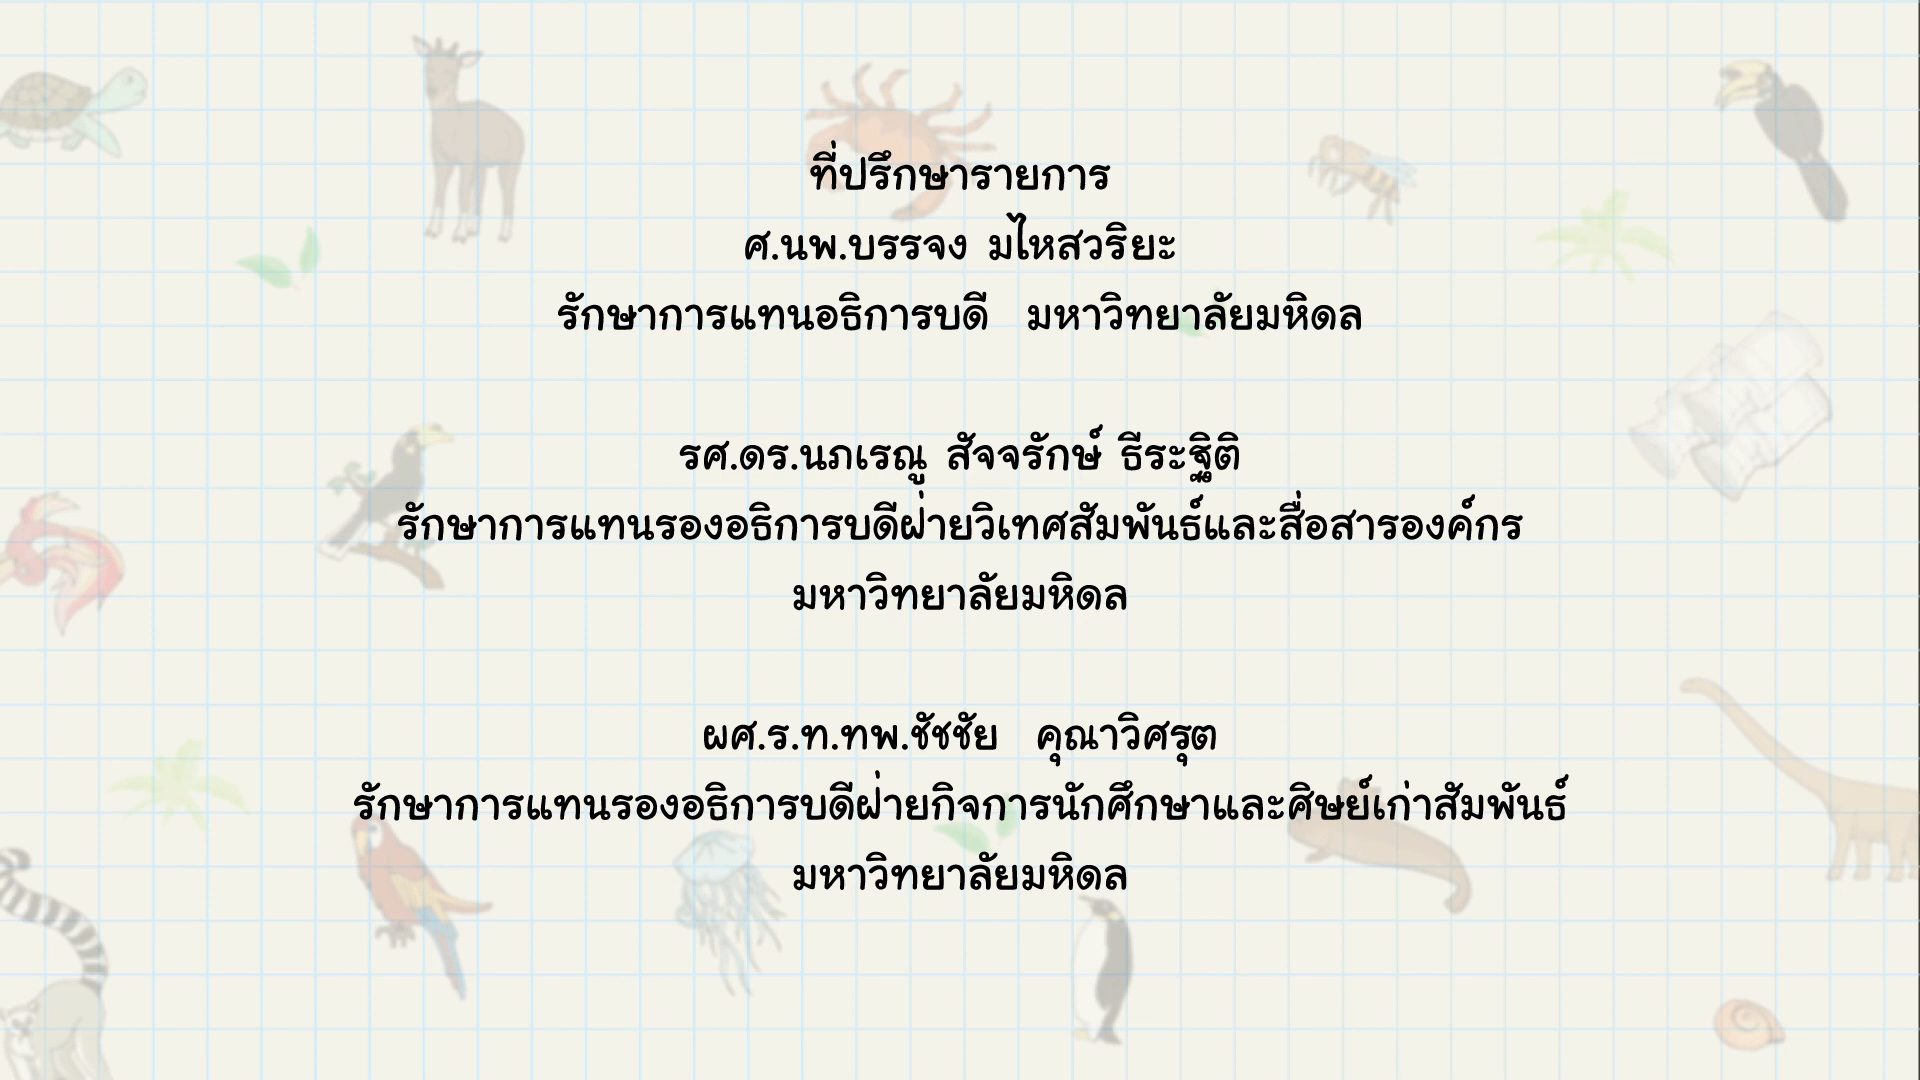 ที่ปรึกษารายการ
ศ.นพ.บรรจง มไหสวริยะ
รักษาการแทนอธิการบดี มหาวิทยาลัยมหิดล
รศ.ดร.นภเรณู สัจจรักษ์ ธีระฐิติ
รักษาการแทนรองอธิการบดีฝ่ายวิเทศสัมพันธ์และสื่อสารองค์กร
มหาวิทยาลัยมหิดล
ผศ.ร.ท.ทพ.ชัชชัย คุณาวิศรุต
รักษาการแทนรองอธิการบดีฝ่ายกิจการนักศึกษาและศิษย์เก่าสัมพันธ์
มหาวิทยาลัยมหิดล